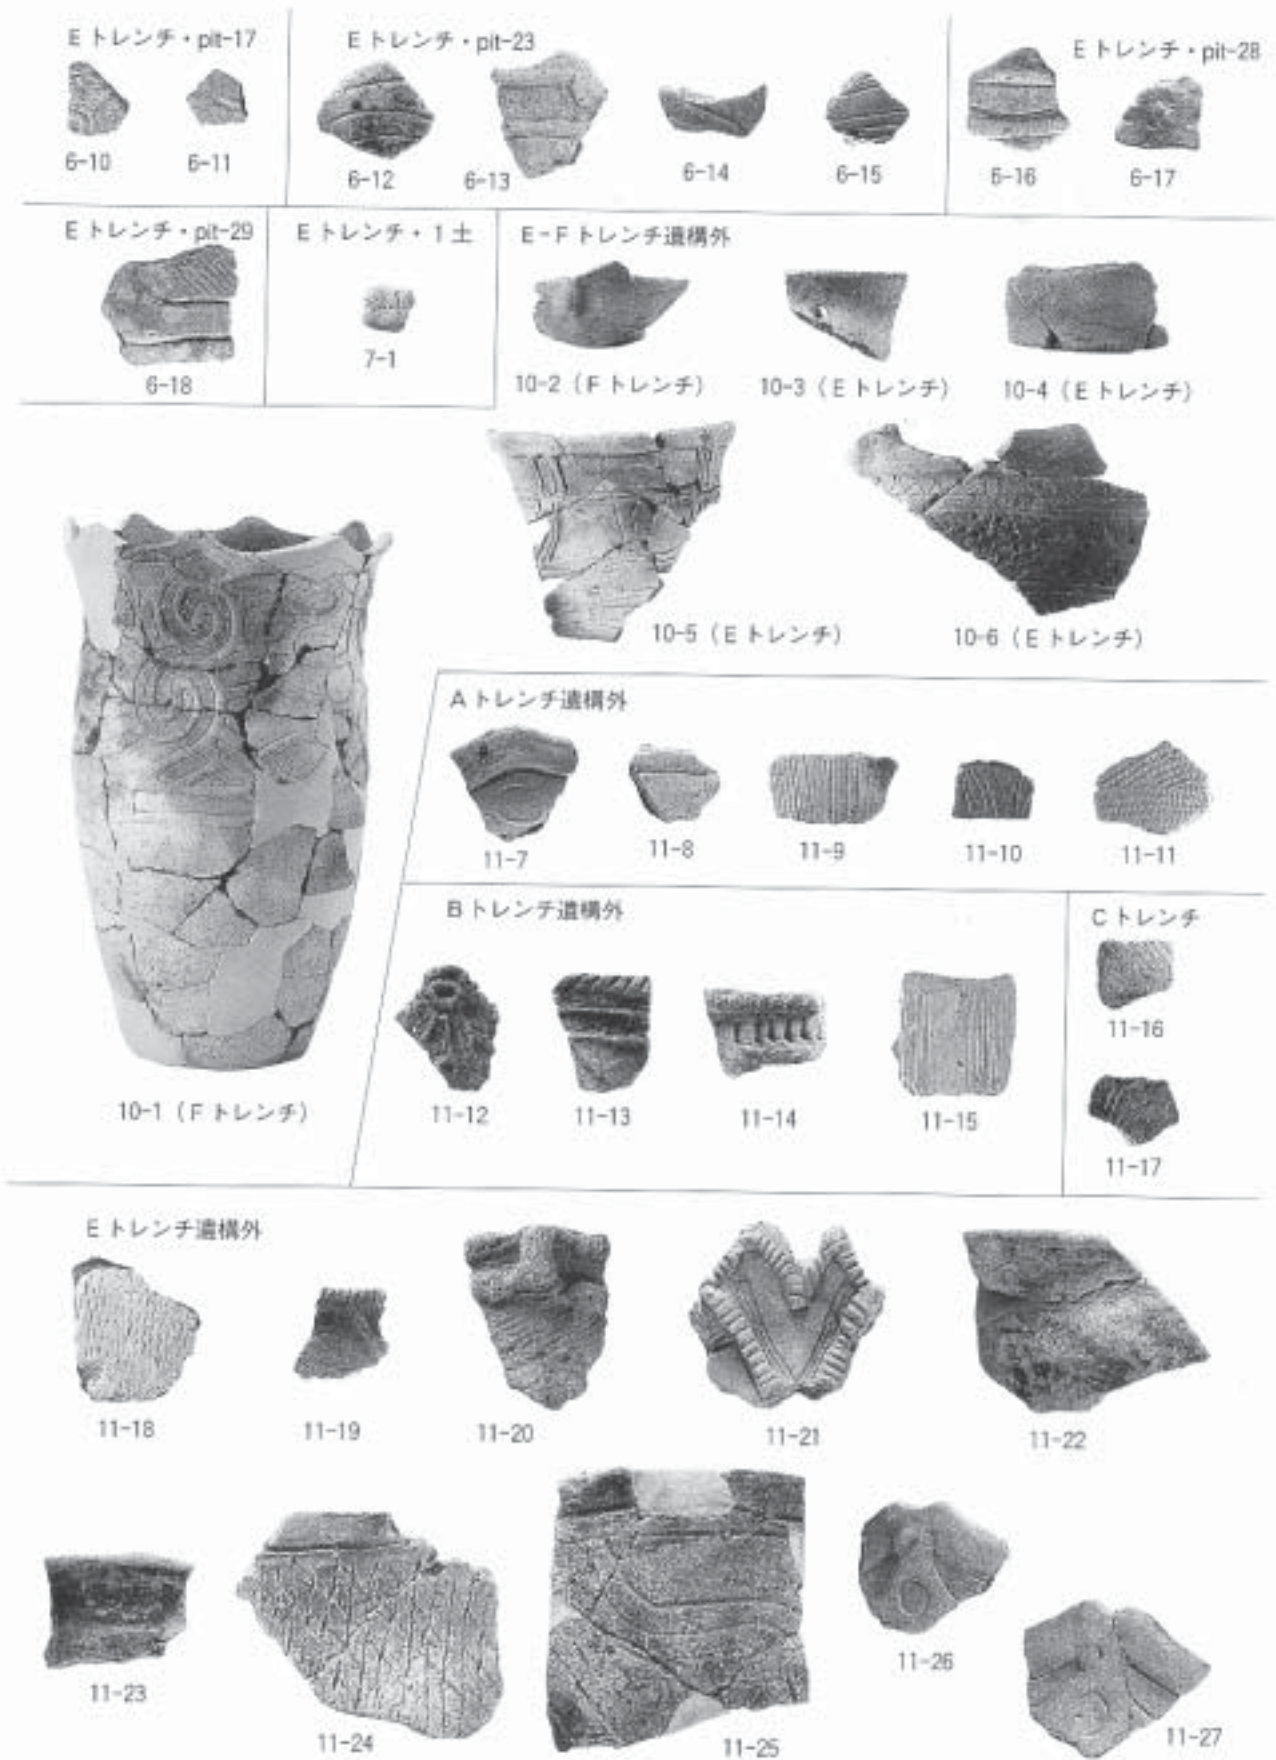 Eトレンチ・pit-17
6-10
6-11
Eトレンチ・pit-23
6-12
6-13
6-14
6-15
Eトレンチ・pit-28
6-16
6-17
Eトレンチ・pit-29
6-18
Eトレンチ・1土
7-1
E-Fトレンチ遺構外
10-2(Fトレンチ)
10-3(Eトレンチ)
10-4(Eトレンチ)
10-5(Eトレンチ)
10-6(Eトレンチ)
10-1(Fトレンチ)
Aトレンチ遺構外
11-7
11-8
11-9
11-10
11-11
Bトレンチ遺構外
11-12
11-13
11-14
11-15
Cトレンチ
11-16
11-17
Eトレンチ遺構外
11-18
11-19
11-20
11-21
11-22
11-23
11-24
11-25
11-26
11-27